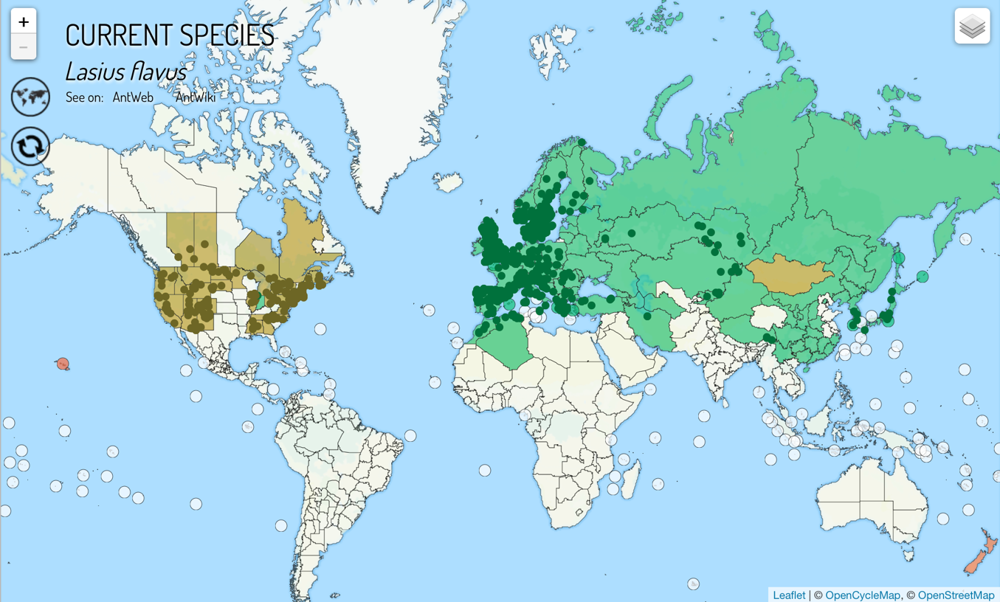 +
CURRENT SPECIES
−
Lasius flavus
See on: AntWeb AntWiki
Leaflet | © OpenCycleMap, © OpenStreetMap